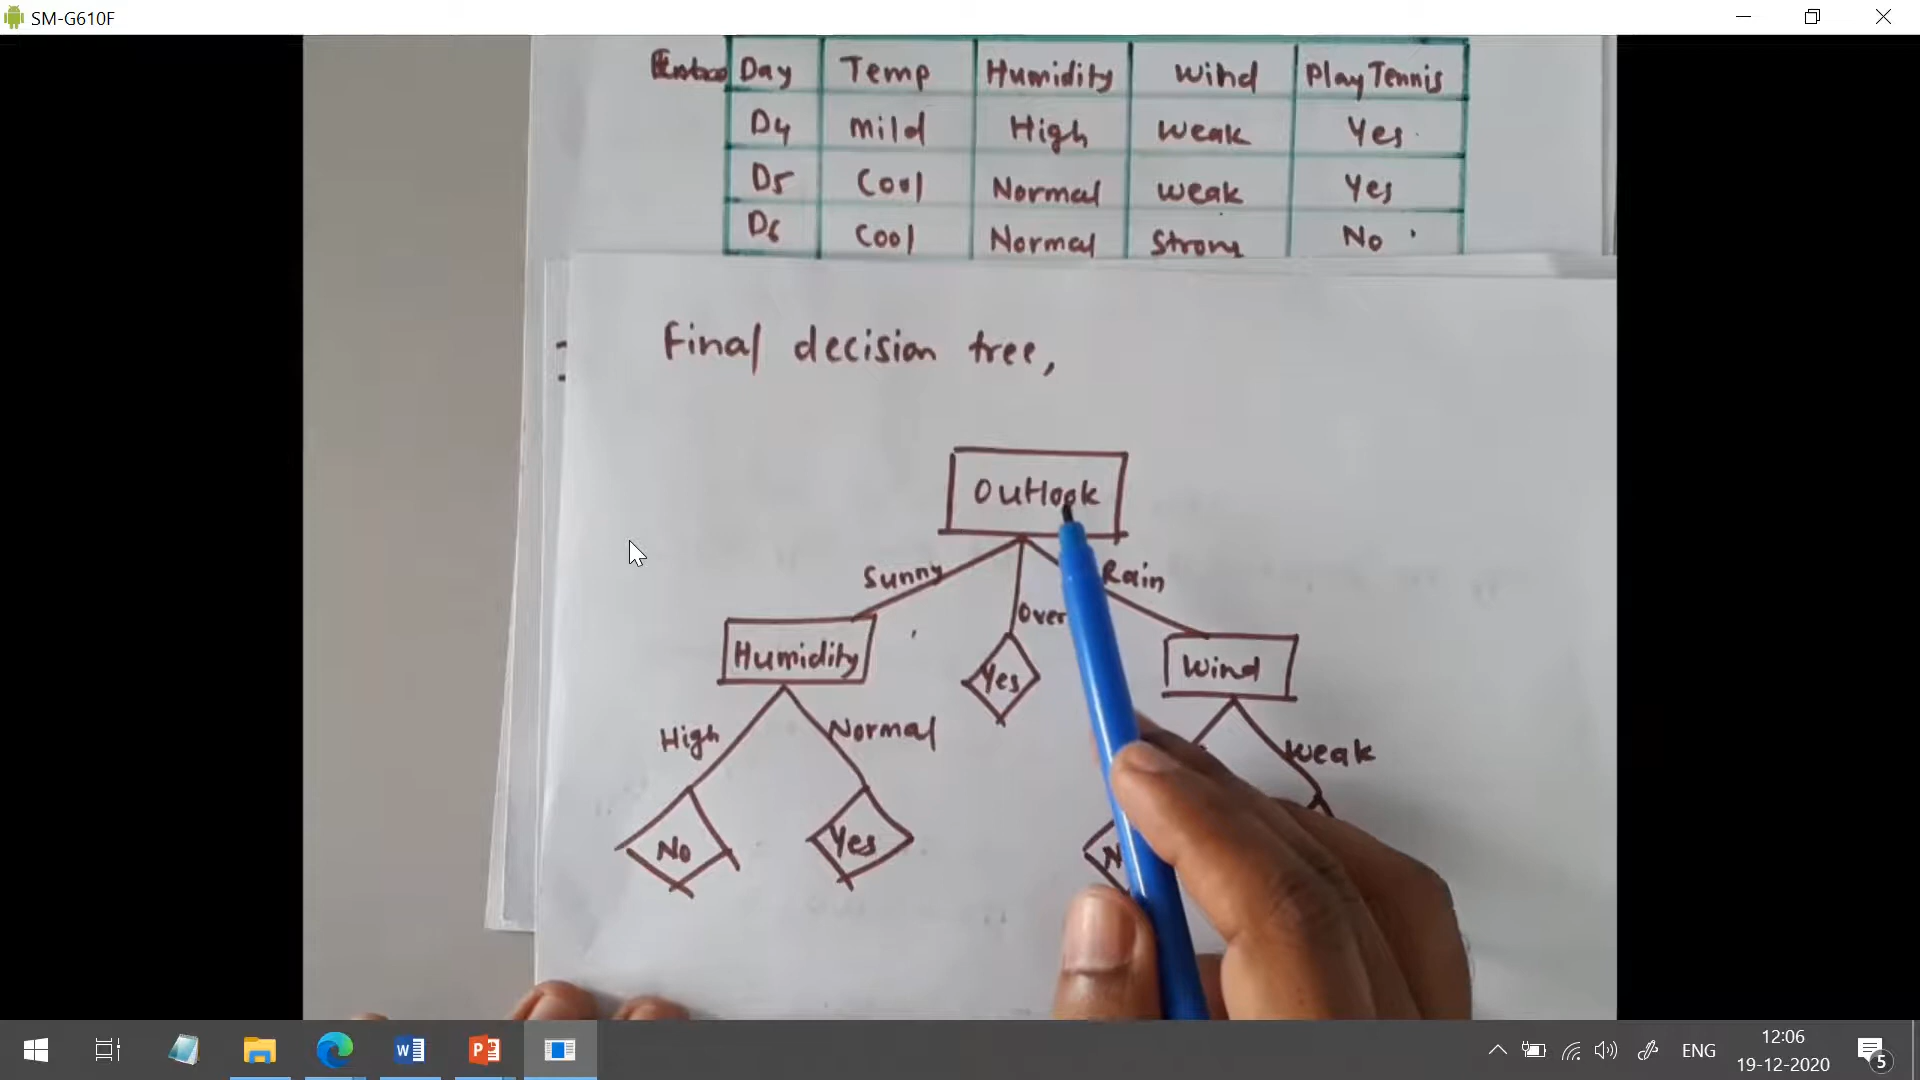 SM-G610F
Day Temp Humidity Wind Play Tennis
D4 Mild High Weak Yes
D5 Cool Normal Weak Yes
D6 Cool Normal Strong No
Final decision tree,
Outlook
Sunny Over Rain
Humidity Yes Wind
High Normal Weak
No Yes N
ENG
12:06
19-12-2020
5